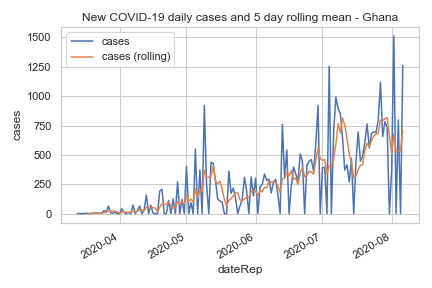 New COVID-19 daily cases and 5 day rolling mean - Ghana
cases
cases (rolling)
1500
1250
1000
750
500
250
0
cases
2020-04
2020-05
2020-06
2020-07
2020-08
dateRep